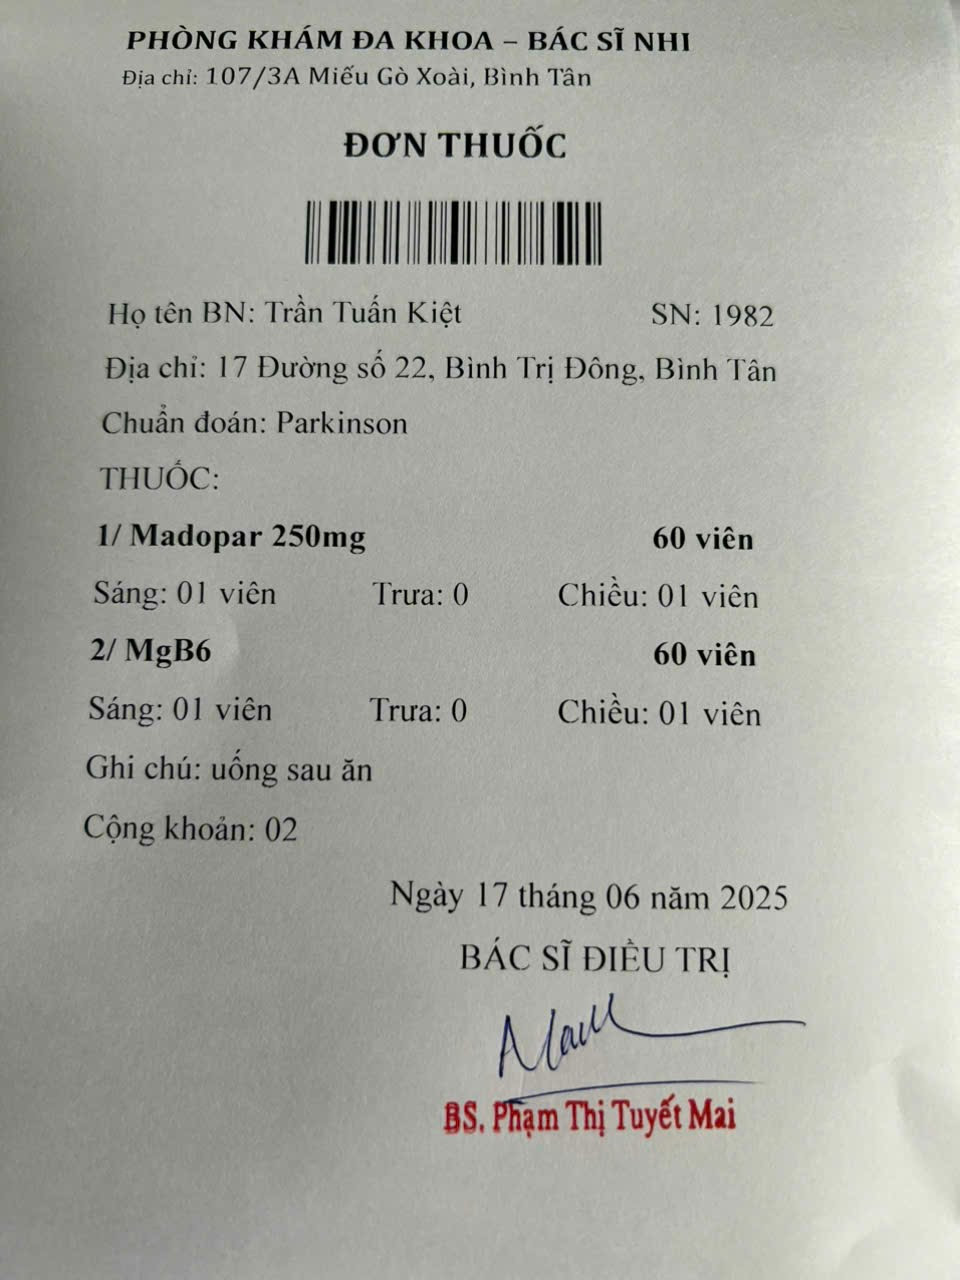 PHÒNG KHÁM ĐA KHOA – BÁC SĨ NHI
Địa chỉ: 107/3A Miếu Gò Xoài, Bình Tân
ĐƠN THUỐC
Họ tên BN: Trần Tuấn Kiệt SN: 1982
Địa chỉ: 17 Đường số 22, Bình Trị Đông, Bình Tân
Chuẩn đoán: Parkinson
THUỐC:
1/ Madopar 250mg 60 viên
Sáng: 01 viên Trưa: 0 Chiều: 01 viên
2/ MgB6 60 viên
Sáng: 01 viên Trưa: 0 Chiều: 01 viên
Ghi chú: uống sau ăn
Cộng khoản: 02
Ngày 17 tháng 06 năm 2025
BÁC SĨ ĐIỀU TRỊ
BS. Phạm Thị Tuyết Mai